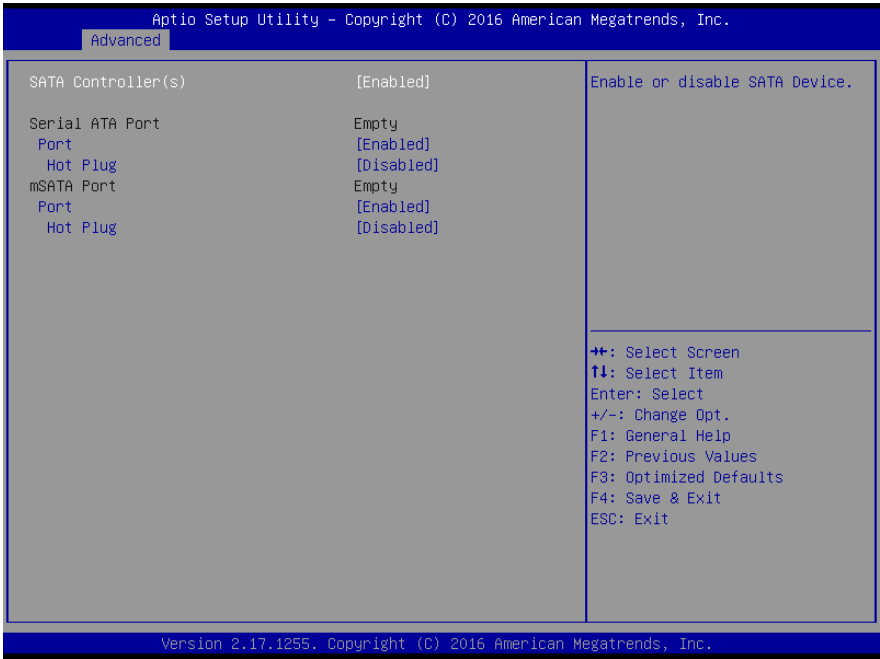 Aptio Setup Utility – Copyright (C) 2016 American Megatrends, Inc.
Advanced
SATA Controller(s) [Enabled]
Serial ATA Port Empty
Port [Enabled]
Hot Plug [Disabled]
mSATA Port Empty
Port [Enabled]
Hot Plug [Disabled]
Enable or disable SATA Device.
→←: Select Screen
↑↓: Select Item
Enter: Select
+/-: Change Opt.
F1: General Help
F2: Previous Values
F3: Optimized Defaults
F4: Save & Exit
ESC: Exit
Version 2.17.1255. Copyright (C) 2016 American Megatrends, Inc.